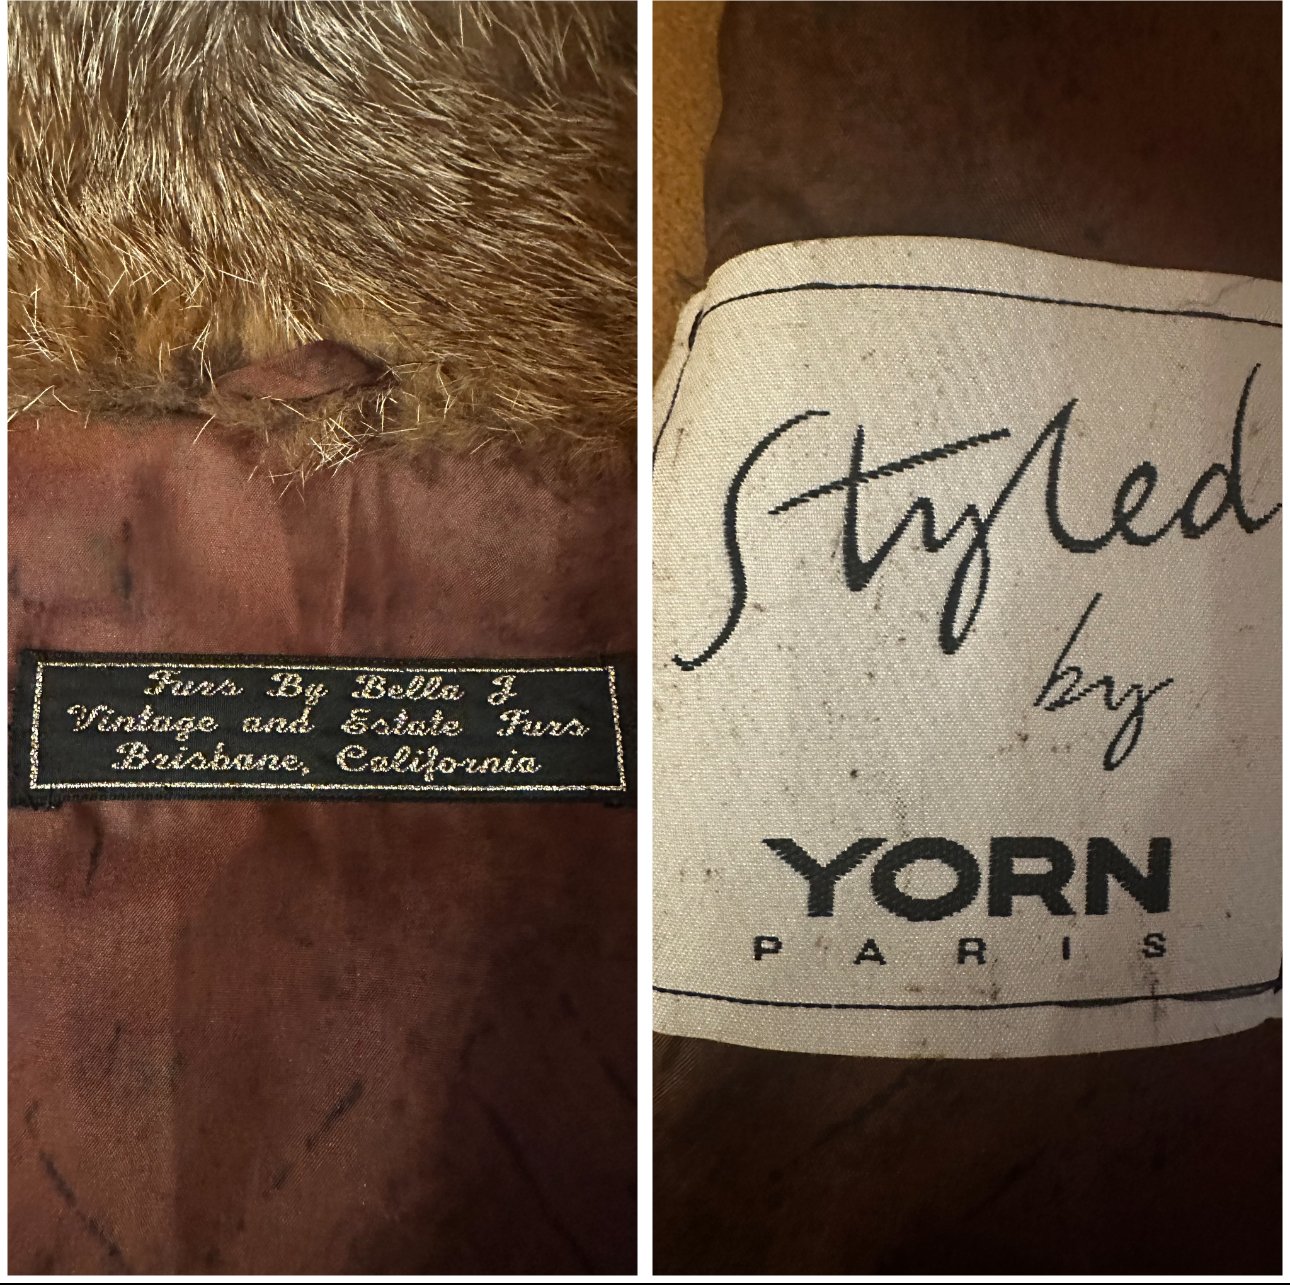 Furs By Bella J
Vintage and Estate Furs
Brisbane, California
Styled
by
YORN
PARIS